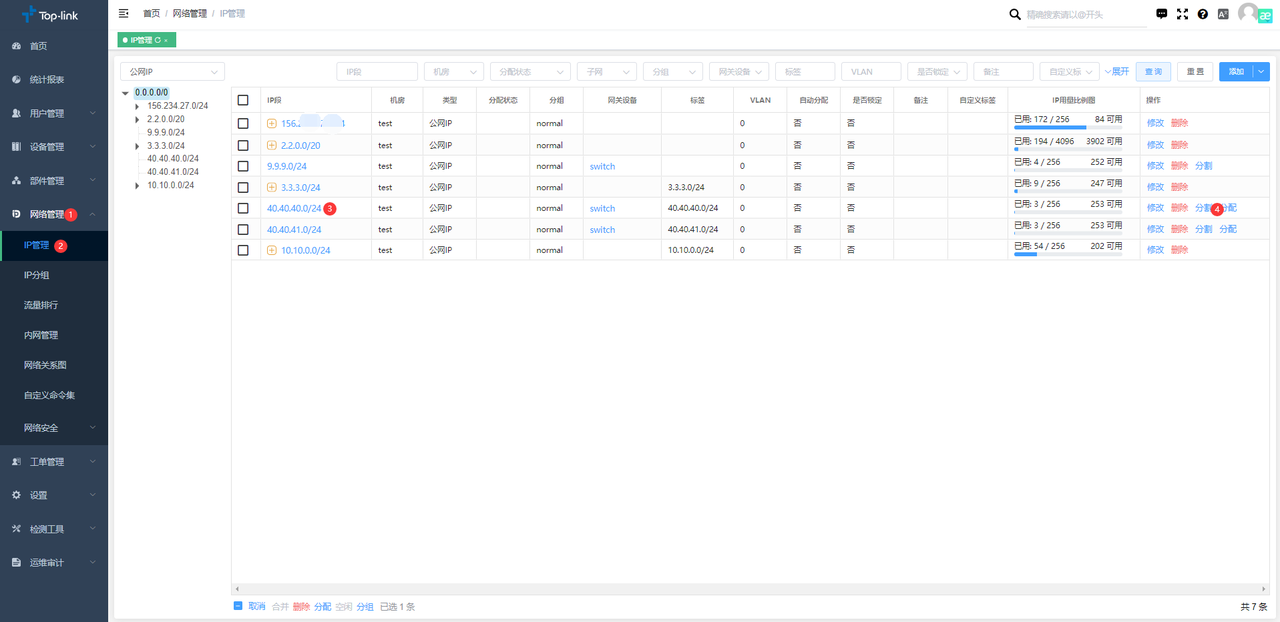 Top-link
首页 / 网络管理 / IP管理
精确搜索请以@开头
IP管理
首页
统计报表
用户管理
设备管理
部件管理
网络管理 1
IP管理 2
IP分组
流量排行
内网管理
网络关系图
自定义命令集
网络安全
工单管理
设置
检测工具
运维审计
公网IP
IP段 机房 分配状态 子网 分组 网关设备 标签 VLAN 是否锁定 备注 自定义标 展开 查 询 重 置 添加
0.0.0.0/0
156.234.27.0/24
2.2.0.0/20
9.9.9.0/24
3.3.3.0/24
40.40.40.0/24
40.40.41.0/24
10.10.0.0/24
IP段 机房 类型 分配状态 分组 网关设备 标签 VLAN 自动分配 是否锁定 备注 自定义标签 IP用量比例图 操作
156. test 公网IP normal 0 否 否 已用: 172 / 256 84 可用 修改 删除
2.2.0.0/20 test 公网IP normal 0 否 否 已用: 194 / 4096 3902 可用 修改 删除
9.9.9.0/24 test 公网IP normal switch 0 否 否 已用: 4 / 256 252 可用 修改 删除 分割
3.3.3.0/24 test 公网IP normal 3.3.3.0/24 0 否 否 已用: 9 / 256 247 可用 修改 删除
40.40.40.0/24 3 test 公网IP normal switch 40.40.40.0/24 0 否 否 已用: 3 / 256 253 可用 修改 删除 分割 4 分配
40.40.41.0/24 test 公网IP normal switch 40.40.41.0/24 0 否 否 已用: 3 / 256 253 可用 修改 删除 分割 分配
10.10.0.0/24 test 公网IP normal 10.10.0.0/24 0 否 否 已用: 54 / 256 202 可用 修改 删除
取消 合并 删除 分配 空闲 分组 已选 1 条
共 7 条